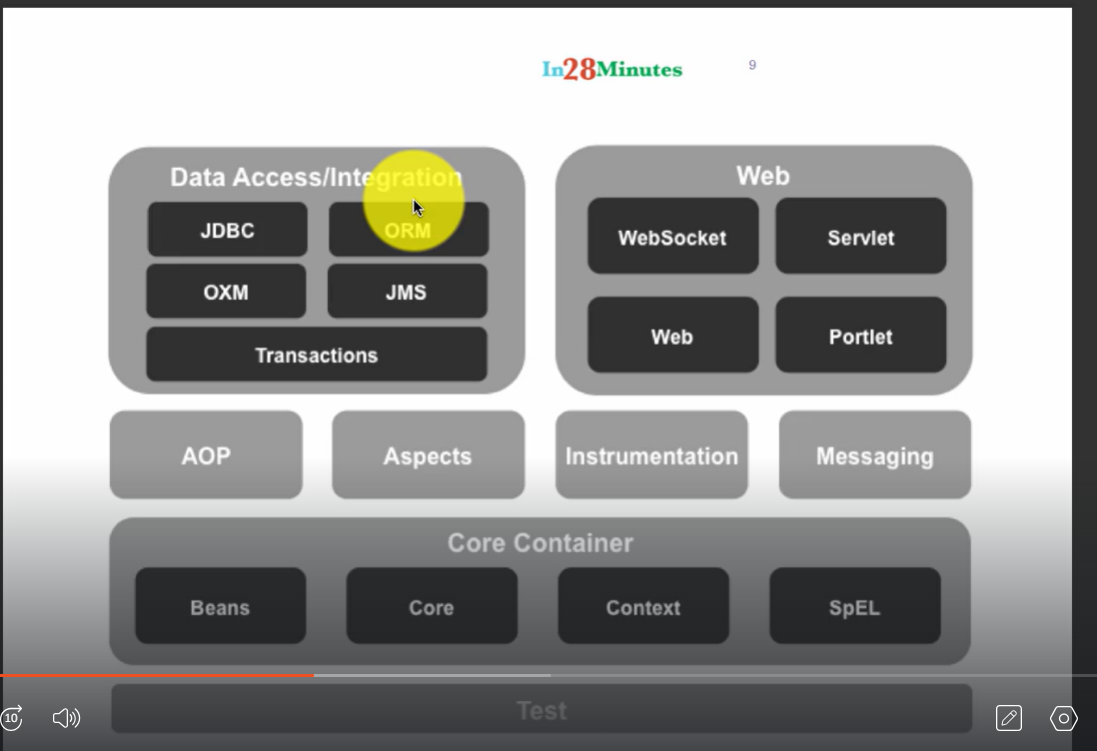 In28Minutes
9
Data Access/Integration
JDBC
ORM
OXM
JMS
Transactions
Web
WebSocket
Servlet
Web
Portlet
AOP
Aspects
Instrumentation
Messaging
Core Container
Beans
Core
Context
SpEL
Test
10